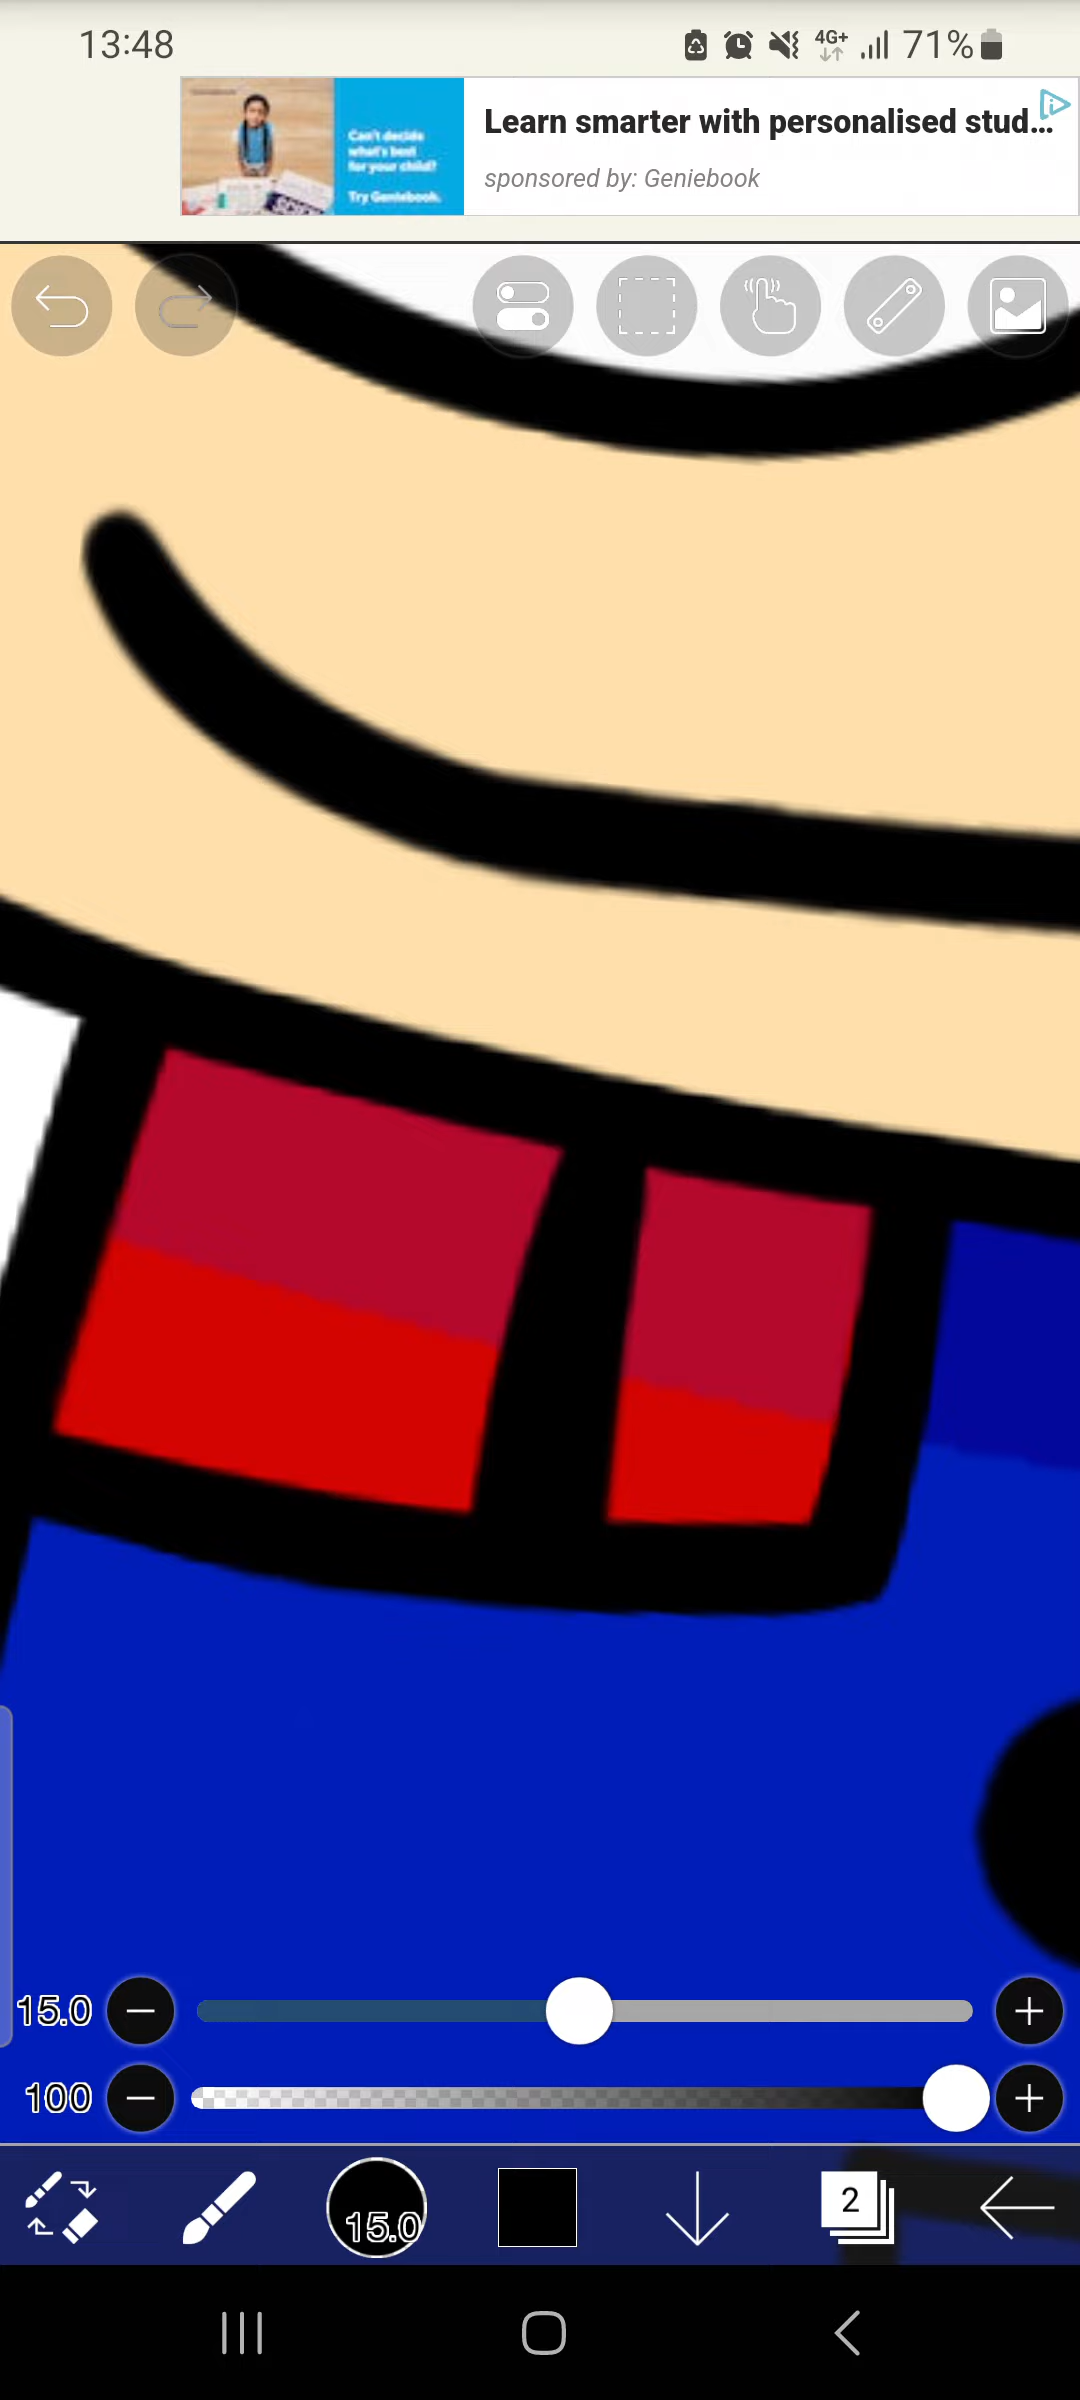 13:48
4G+
71%
Can't decide
what's best
for your child?
Try Geniebook.
Learn smarter with personalised stud...
sponsored by: Geniebook
15.0
100
15.0
2